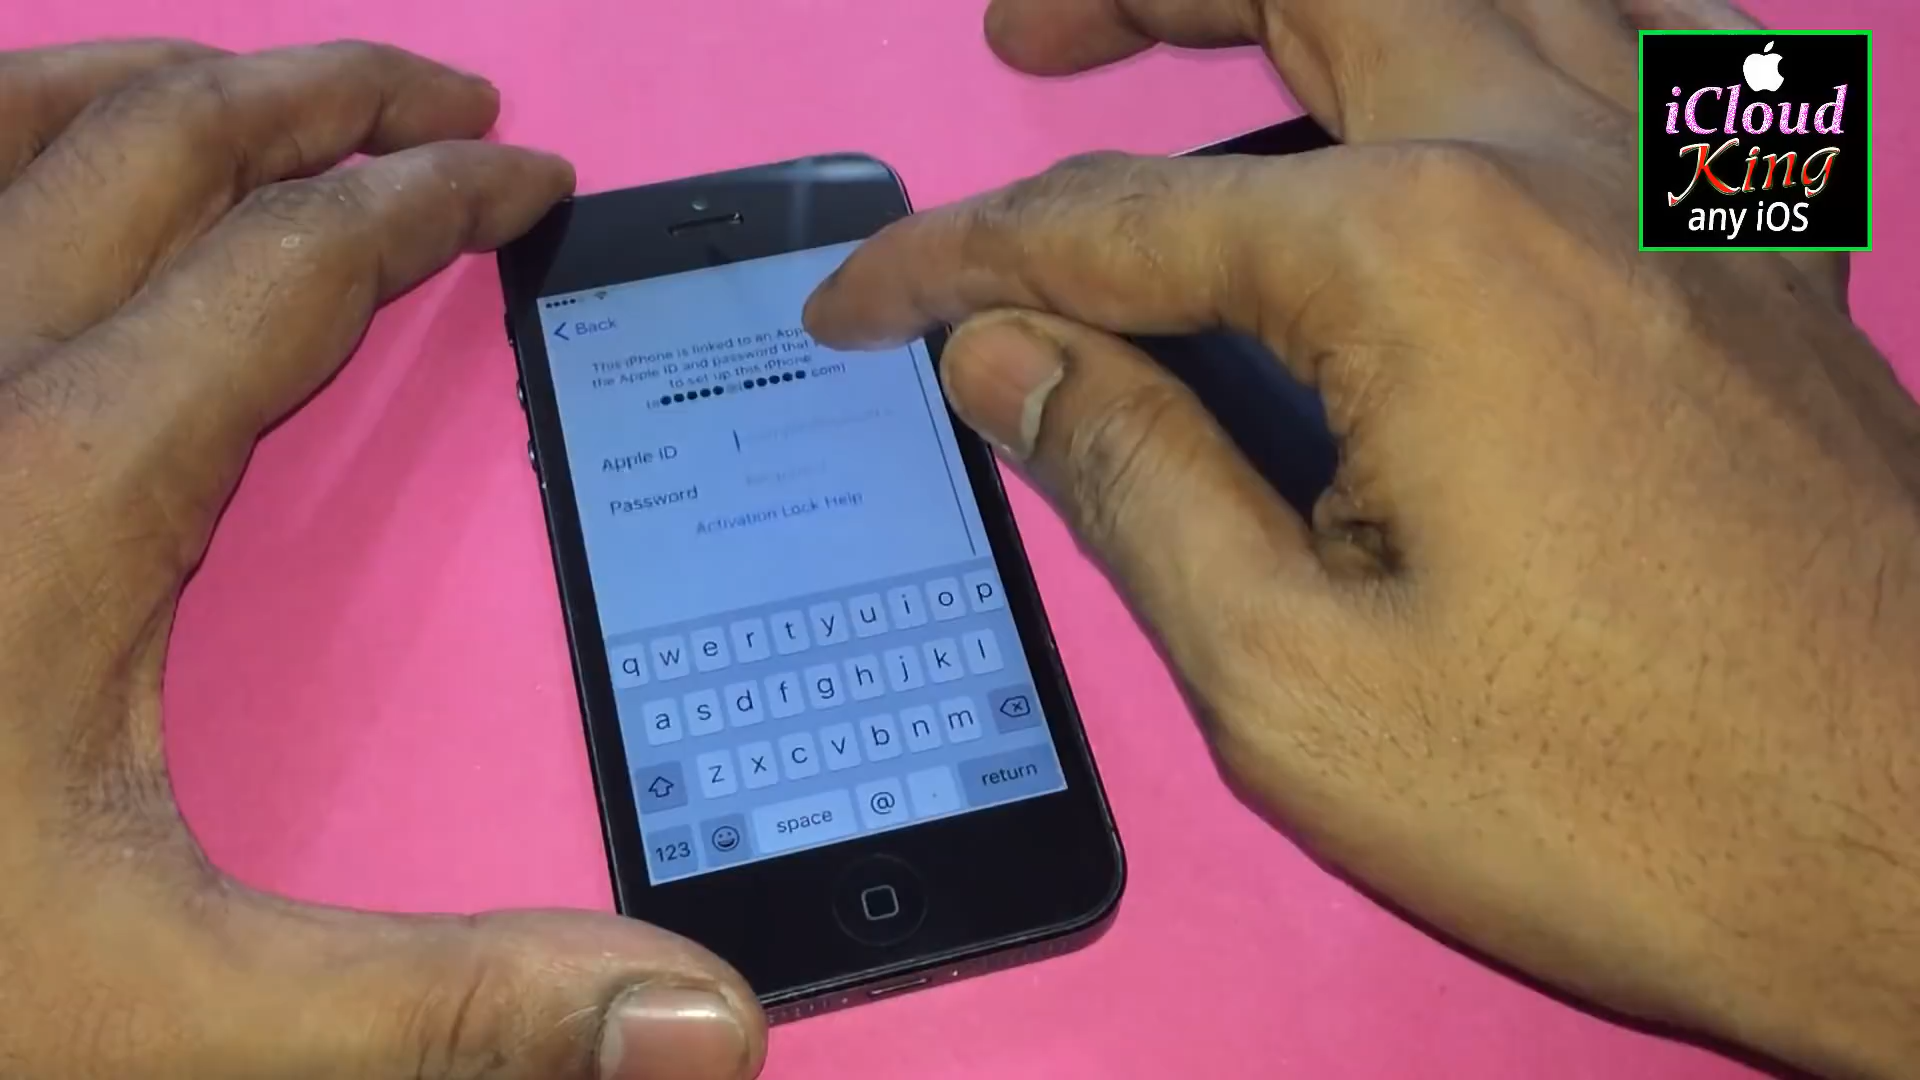 iCloud
King
any iOS
Back
This iPhone is linked to an App
the Apple ID and password that
to set up this iPhone
(a●●●●●@i●●●●●.com)
Apple ID
Password
Activation Lock Help
q w e r t y u i o p
a s d f g h j k l
z x c v b n m
123 space @ . return